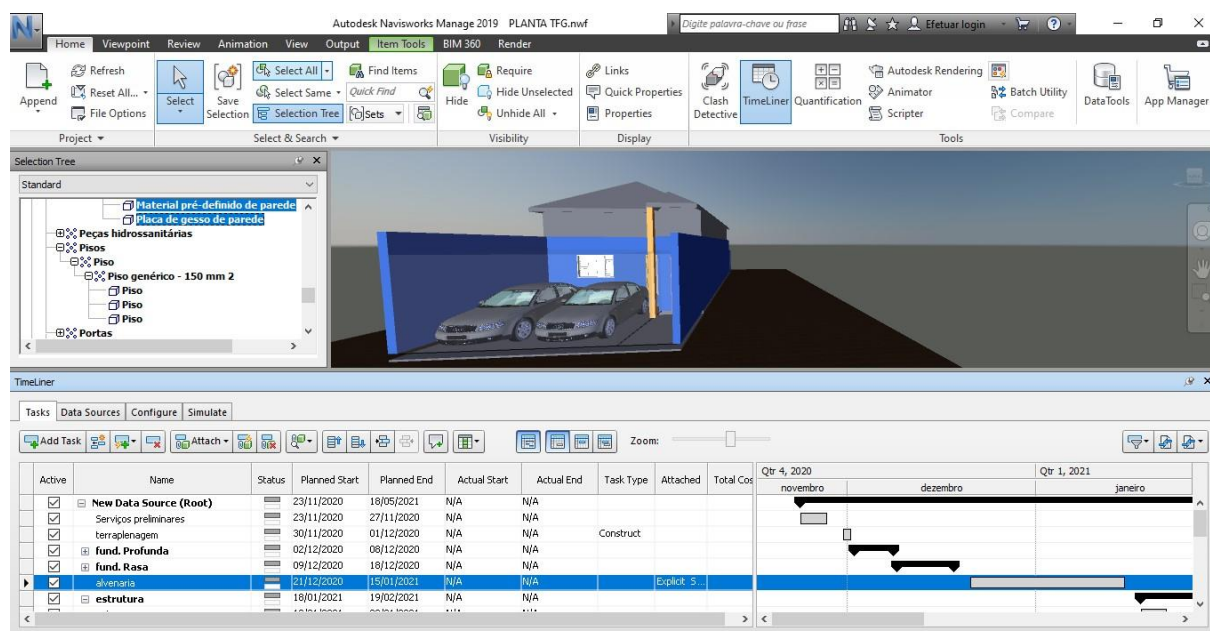 Autodesk Navisworks Manage 2019 PLANTA TFG.nwf
Digite palavra-chave ou frase
Efetuar login
Home Viewpoint Review Animation View Output Item Tools BIM 360 Render
Append
Refresh
Reset All...
File Options
Project
Select
Save Selection
Select All
Select Same
Selection Tree
Find Items
Quick Find
Sets
Select & Search
Hide
Require
Hide Unselected
Unhide All
Visibility
Links
Quick Properties
Properties
Display
Clash Detective
TimeLiner
Quantification
Autodesk Rendering
Animator
Scripter
Batch Utility
Compare
DataTools
App Manager
Tools
Selection Tree
Standard
Material pré-definido de parede
Placa de gesso de parede
Peças hidrossanitárias
Pisos
Piso
Piso genérico - 150 mm 2
Piso
Piso
Piso
Portas
TimeLiner
Tasks Data Sources Configure Simulate
Add Task Attach Zoom:
Active Name Status Planned Start Planned End Actual Start Actual End Task Type Attached Total Cos
Qtr 4, 2020 Qtr 1, 2021
novembro dezembro janeiro
New Data Source (Root) 23/11/2020 18/05/2021 N/A N/A
Serviços preliminares 23/11/2020 27/11/2020 N/A N/A
terraplenagem 30/11/2020 01/12/2020 N/A N/A Construct
fund. Profunda 02/12/2020 08/12/2020 N/A N/A
fund. Rasa 09/12/2020 18/12/2020 N/A N/A
alvenaria 21/12/2020 15/01/2021 N/A N/A Explicit S...
estrutura 18/01/2021 19/02/2021 N/A N/A